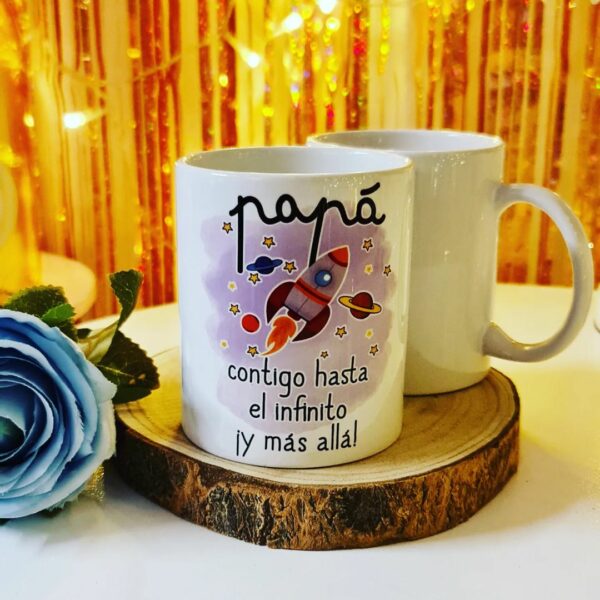 papá
contigo hasta
el infinito
¡Y más allá!